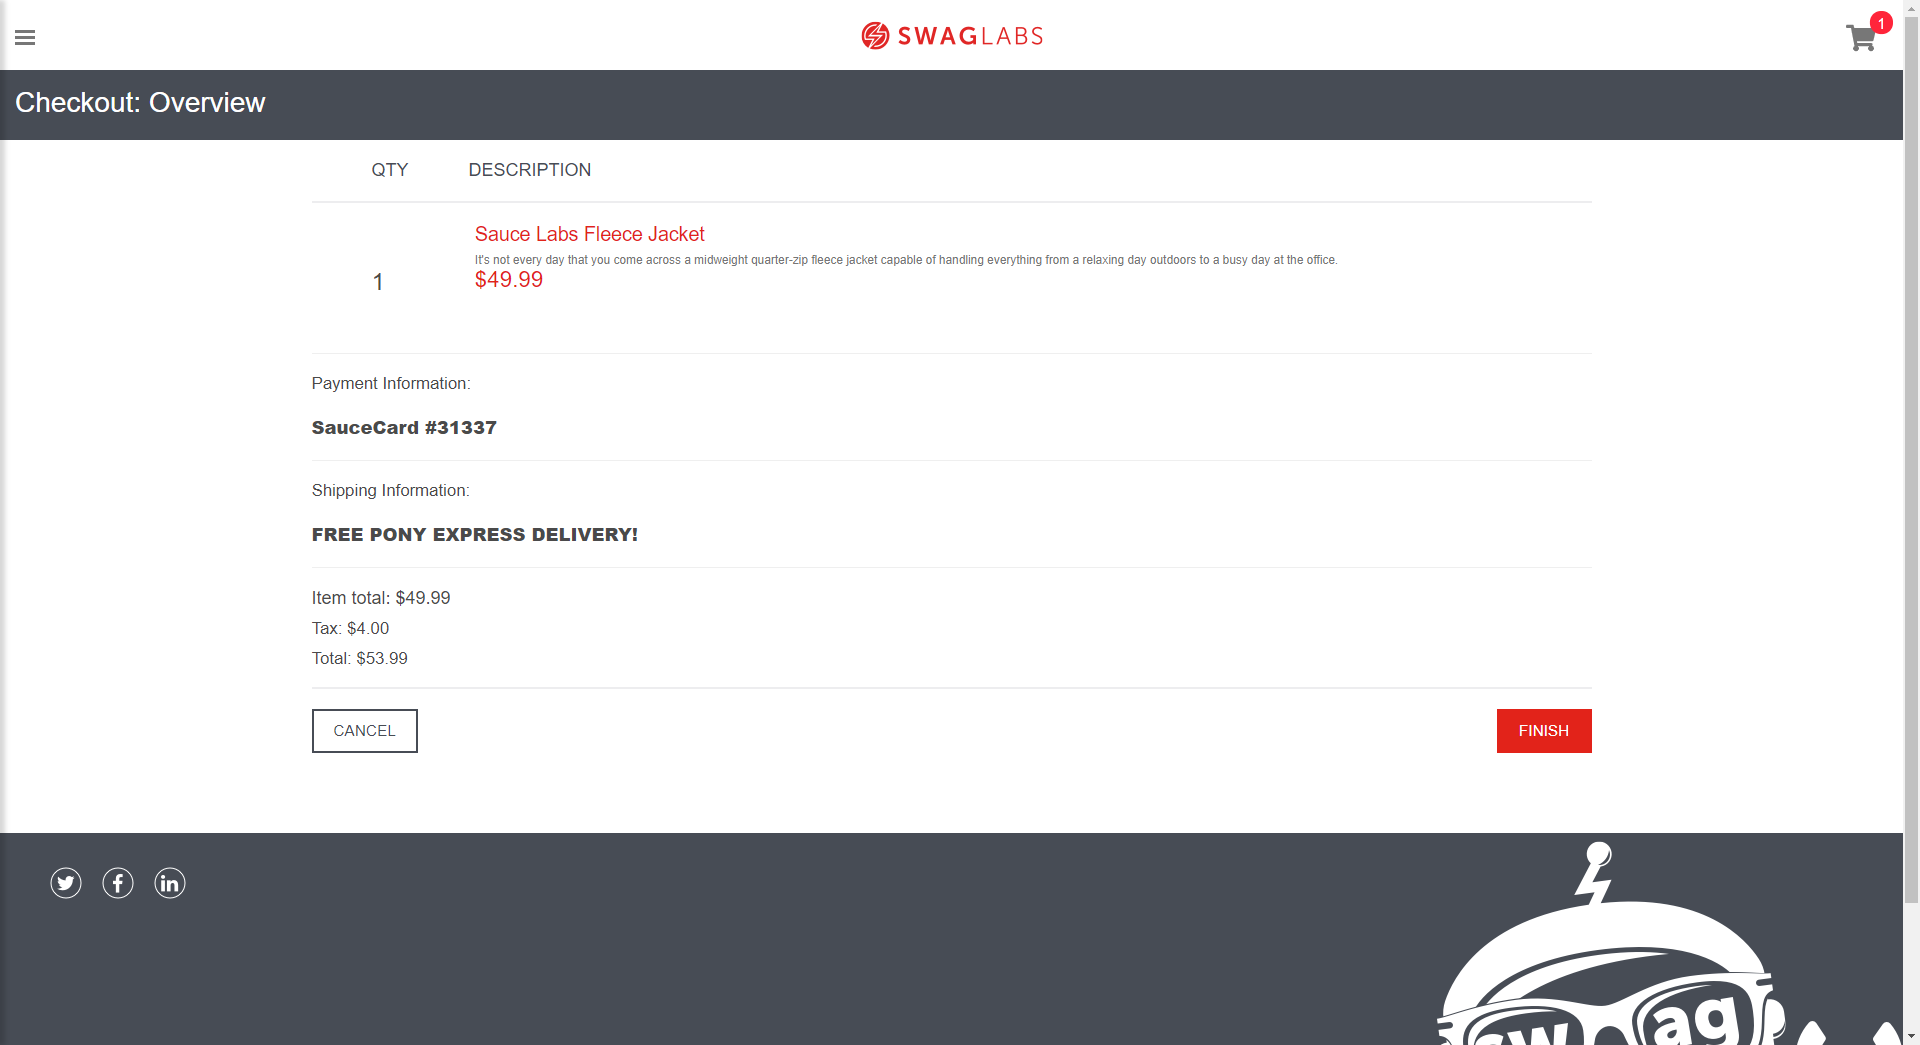 SWAGLABS
1
Checkout: Overview
QTY DESCRIPTION
Sauce Labs Fleece Jacket
It's not every day that you come across a midweight quarter-zip fleece jacket capable of handling everything from a relaxing day outdoors to a busy day at the office.
1
$49.99
Payment Information:
SauceCard #31337
Shipping Information:
FREE PONY EXPRESS DELIVERY!
Item total: $49.99
Tax: $4.00
Total: $53.99
CANCEL
FINISH
sw ag